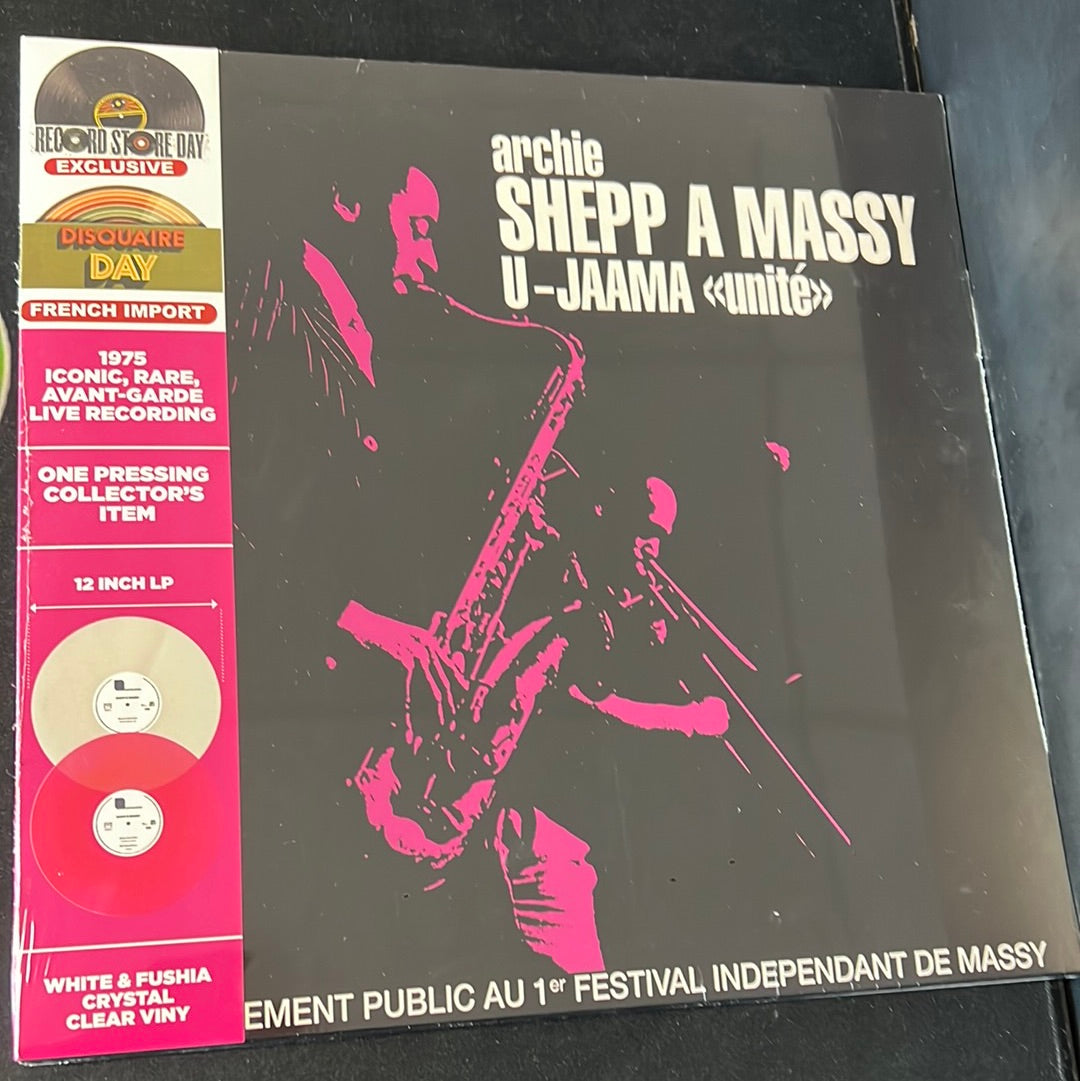 RECORD STORE DAY
EXCLUSIVE
DISQUAIRE
DAY
FRENCH IMPORT
1975
ICONIC, RARE,
AVANT-GARDE
LIVE RECORDING
ONE PRESSING
COLLECTOR'S
ITEM
12 INCH LP
WHITE & FUSHIA
CRYSTAL
CLEAR VINY
archie
SHEPP A MASSY
U-JAAMA «unité»
EMENT PUBLIC AU 1er FESTIVAL INDEPENDANT DE MASSY